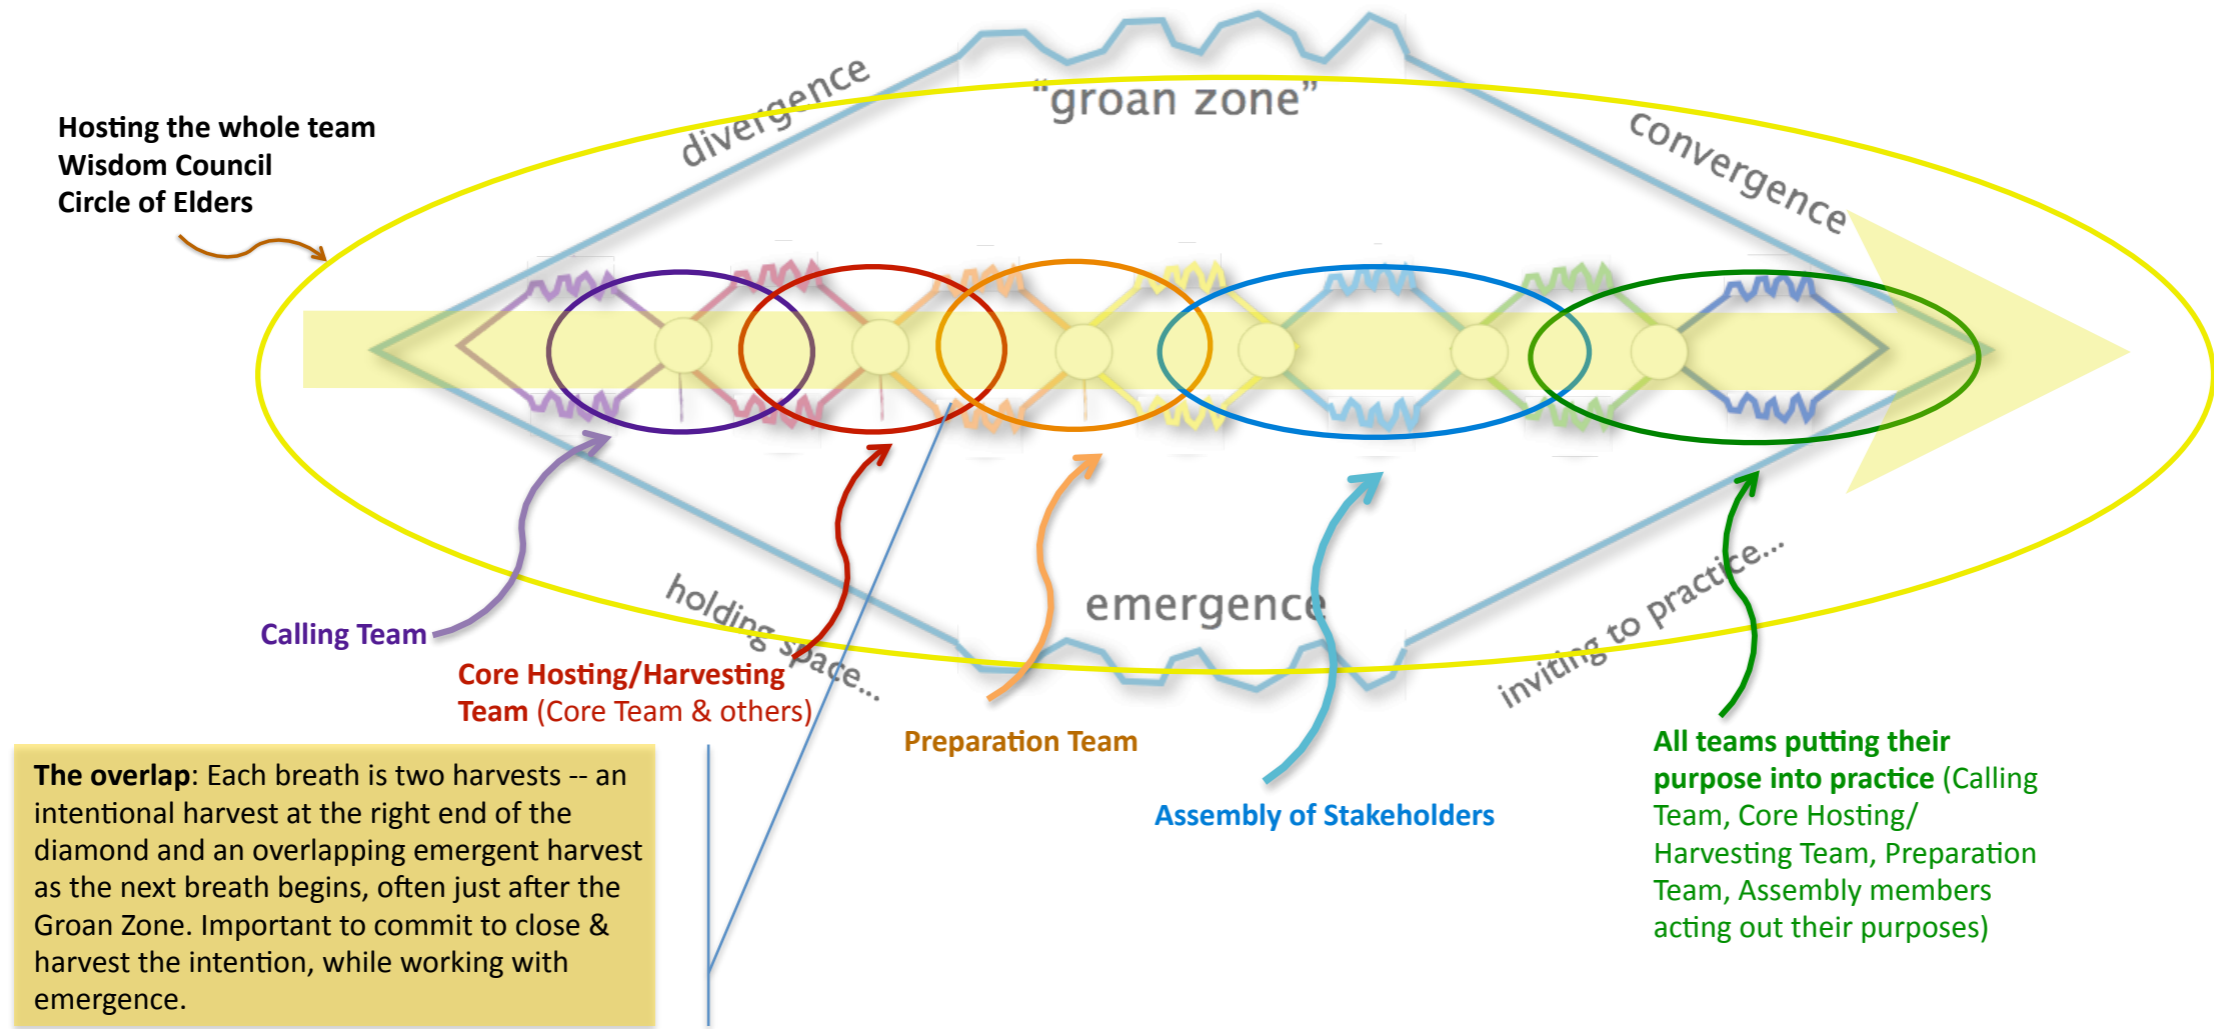 "groan zone"
divergence
convergence
Hosting the whole team
Wisdom Council
Circle of Elders
holding space...
emergence
inviting to practice...
Calling Team
Core Hosting/Harvesting
Team (Core Team & others)
Preparation Team
Assembly of Stakeholders
All teams putting their
purpose into practice (Calling
Team, Core Hosting/
Harvesting Team, Preparation
Team, Assembly members
acting out their purposes)
The overlap: Each breath is two harvests -- an
intentional harvest at the right end of the
diamond and an overlapping emergent harvest
as the next breath begins, often just after the
Groan Zone. Important to commit to close &
harvest the intention, while working with
emergence.